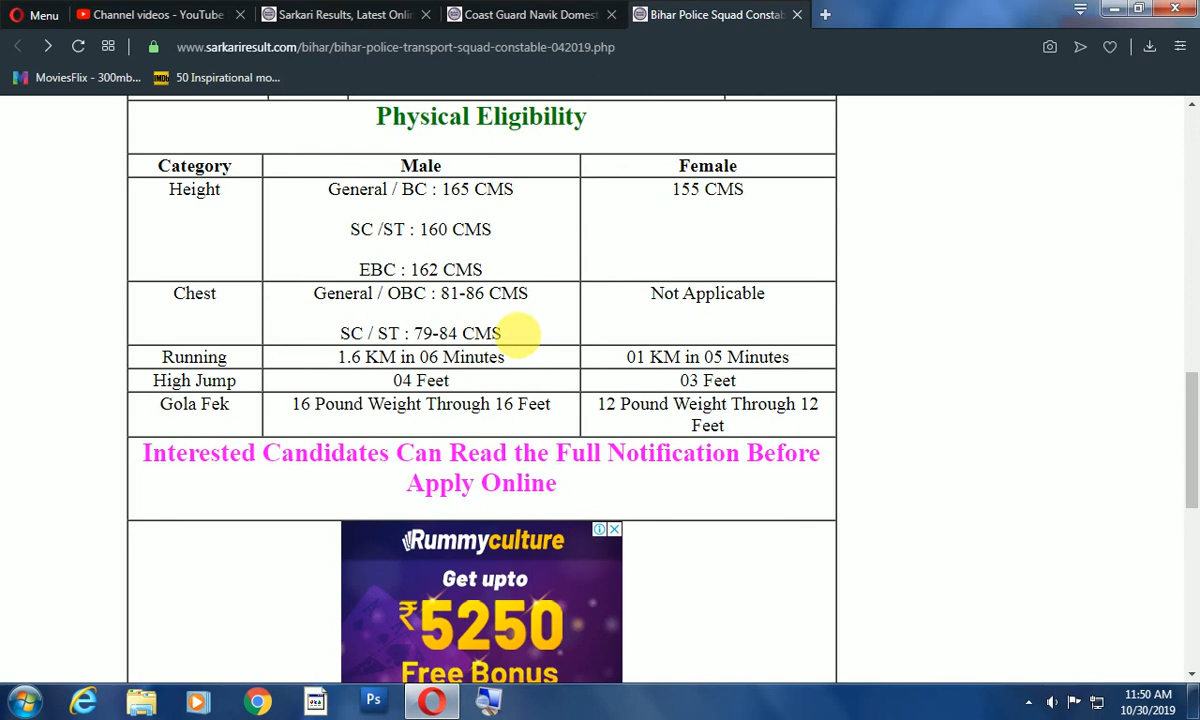 Menu
Channel videos - YouTube
Sarkari Results, Latest Onlin
Coast Guard Navik Domest
Bihar Police Squad Consta
www.sarkariresult.com/bihar/bihar-police-transport-squad-constable-042019.php
MoviesFlix - 300mb...
IMDb
50 Inspirational mo...
Physical Eligibility
Category Male Female
Height General / BC : 165 CMS 155 CMS
SC /ST : 160 CMS
EBC : 162 CMS
Chest General / OBC : 81-86 CMS Not Applicable
SC / ST : 79-84 CMS
Running 1.6 KM in 06 Minutes 01 KM in 05 Minutes
High Jump 04 Feet 03 Feet
Gola Fek 16 Pound Weight Through 16 Feet 12 Pound Weight Through 12
Feet
Interested Candidates Can Read the Full Notification Before
Apply Online
Rummyculture
Get upto
₹5250
Free Bonus
Ps
11:50 AM
10/30/2019